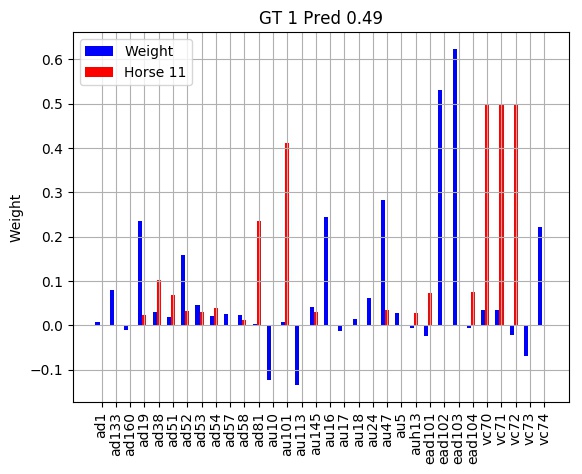 GT 1 Pred 0.49
Weight
Horse 11
Weight
0.6
0.5
0.4
0.3
0.2
0.1
0.0
−0.1
ad1
ad133
ad160
ad19
ad38
ad51
ad52
ad53
ad54
ad57
ad58
ad81
au10
au101
au113
au145
au16
au17
au18
au24
au47
au5
auh13
ead101
ead102
ead103
ead104
vc70
vc71
vc72
vc73
vc74